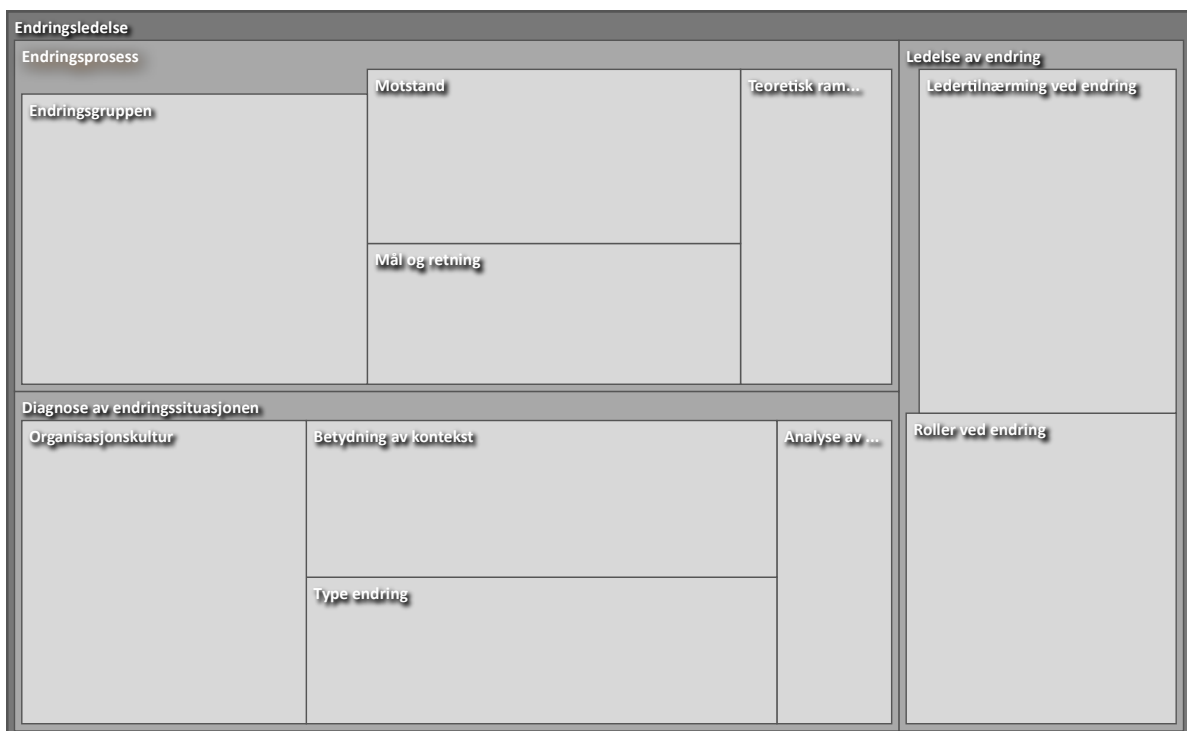 Endringsledelse
Endringsprosess
Endringsgruppen
Motstand
Mål og retning
Teoretisk ram...
Diagnose av endringssituasjonen
Organisasjonskultur
Betydning av kontekst
Type endring
Analyse av ...
Ledelse av endring
Ledertilnærming ved endring
Roller ved endring